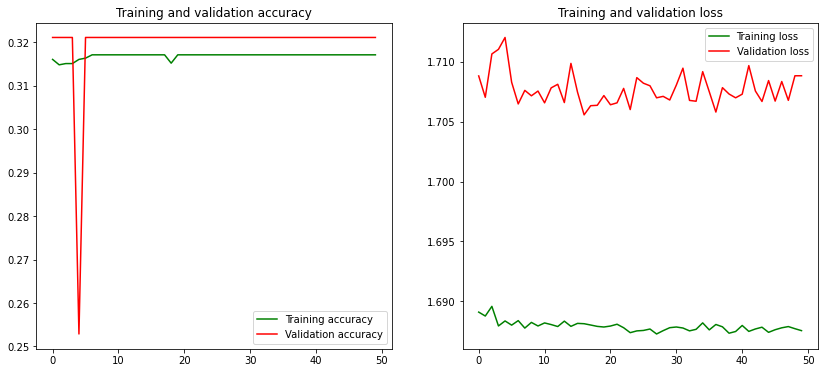 Training and validation accuracy
0.32
0.31
0.30
0.29
0.28
0.27
0.26
0.25
0 10 20 30 40 50
Training accuracy
Validation accuracy
Training and validation loss
1.710
1.705
1.700
1.695
1.690
0 10 20 30 40 50
Training loss
Validation loss